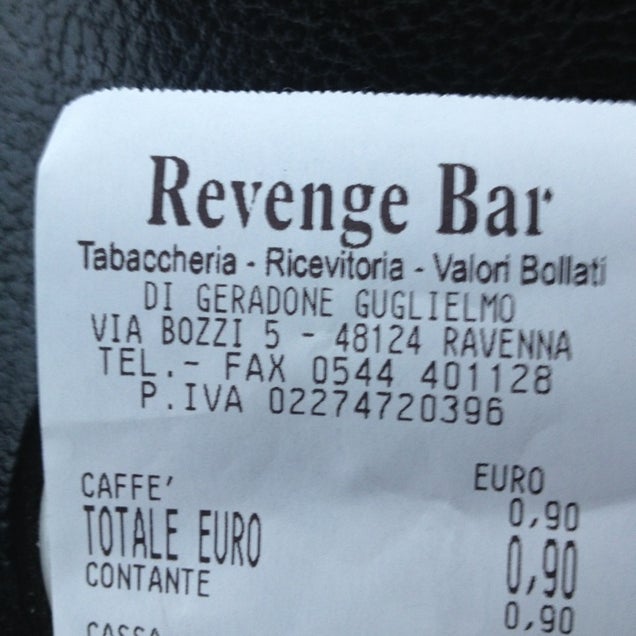 Revenge Bar
Tabaccheria - Ricevitoria - Valori Bollati
DI GERADONE GUGLIELMO
VIA BOZZI 5 - 48124 RAVENNA
TEL.- FAX 0544 401128
P.IVA 02274720396
EURO
CAFFE' 0,90
TOTALE EURO 0,90
CONTANTE 0,90
CASSA